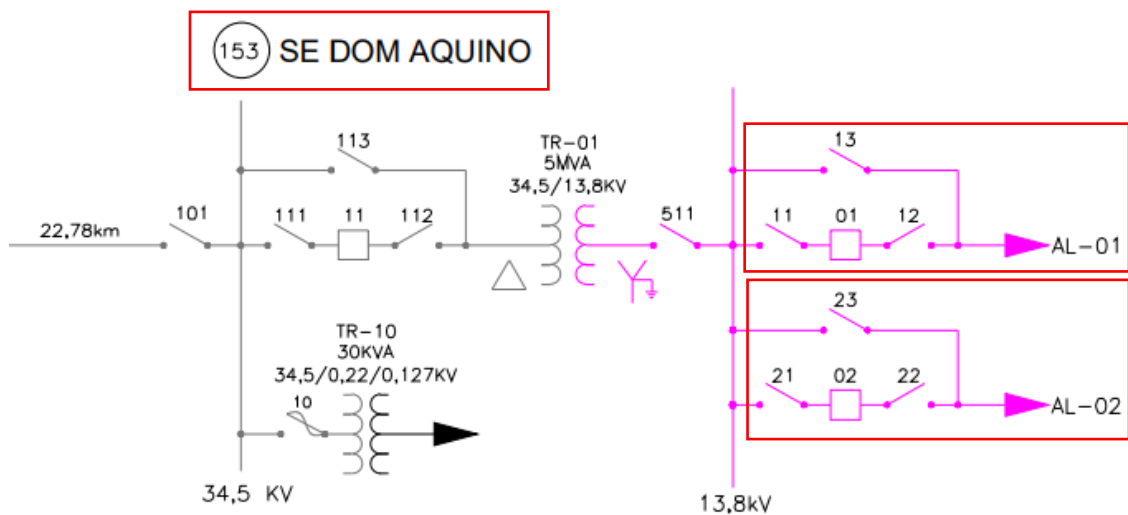 153 SE DOM AQUINO
113
TR-01
5MVA
34,5/13,8KV
13
22,78km
101
111
11
112
511
11
01
12
AL-01
TR-10
30KVA
34,5/0,22/0,127KV
10
23
21
02
22
AL-02
34,5 KV
13,8kV